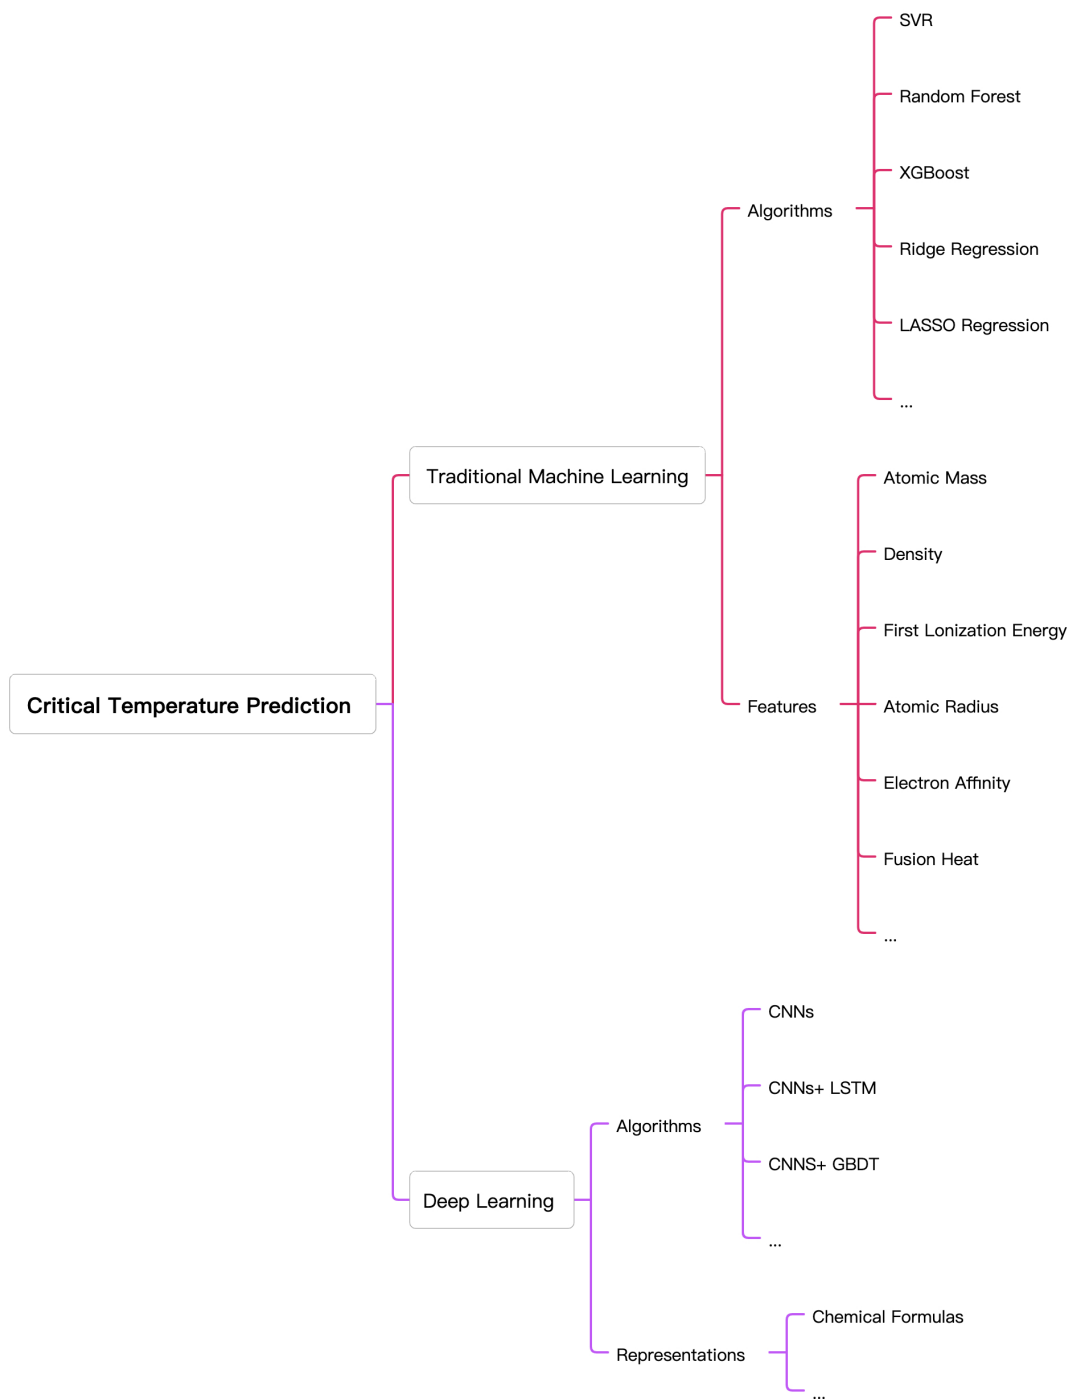 Critical Temperature Prediction
Traditional Machine Learning
Algorithms
SVR
Random Forest
XGBoost
Ridge Regression
LASSO Regression
...
Features
Atomic Mass
Density
First Lonization Energy
Atomic Radius
Electron Affinity
Fusion Heat
...
Deep Learning
Algorithms
CNNs
CNNs+ LSTM
CNNS+ GBDT
...
Representations
Chemical Formulas
...